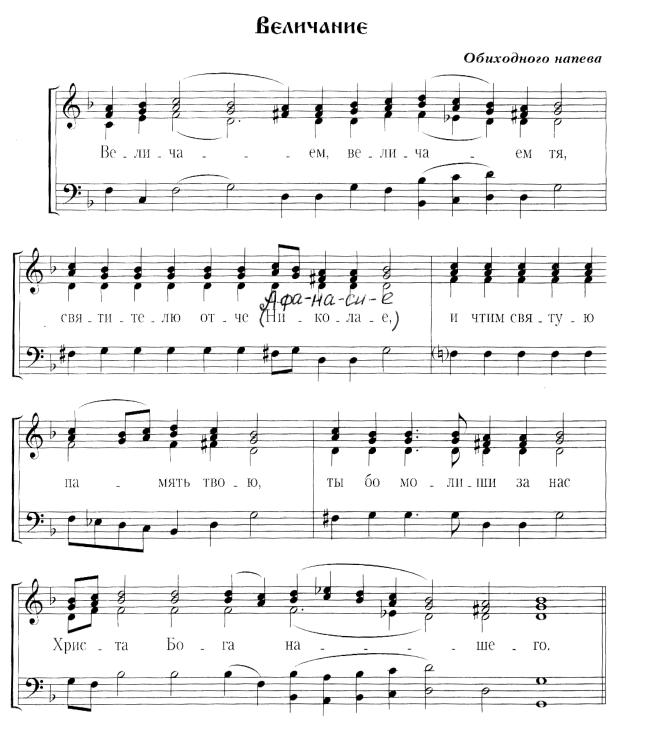 Величание
Обиходного напева
Ве - ли - ча - - - ем, ве - ли - ча - - ем тя,
Афа-на-си-е
свя - ти - те - лю от - че (Ни - ко - ла - е,) и чтим свя - ту - ю
па - - мять тво - ю, ты бо мо - ли - ши за нас
Хри - ста Бо - га на - - - - ше - го.